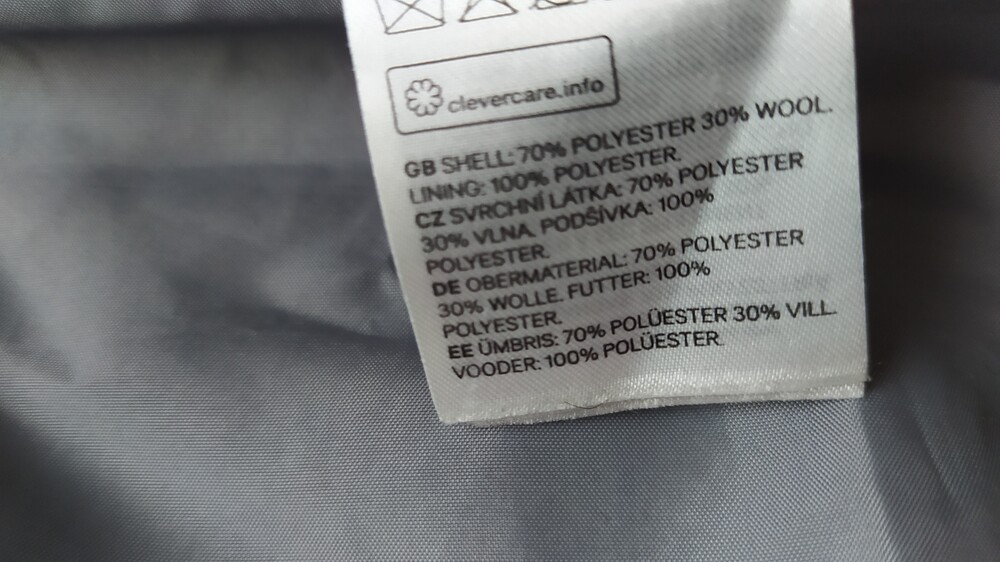 clevercare.info
GB SHELL: 70% POLYESTER 30% WOOL.
LINING: 100% POLYESTER.
CZ SVRCHNÍ LÁTKA: 70% POLYESTER
30% VLNA. PODŠÍVKA: 100%
POLYESTER.
DE OBERMATERIAL: 70% POLYESTER
30% WOLLE. FUTTER: 100%
POLYESTER.
EE ÜMBRIS: 70% POLÜESTER 30% VILL.
VOODER: 100% POLÜESTER.